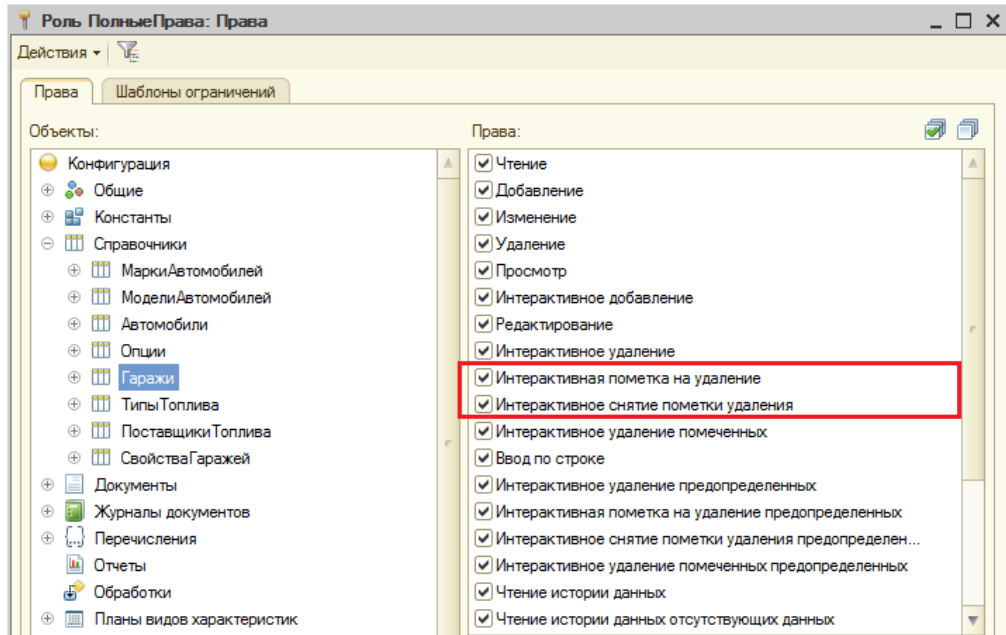 Роль ПолныеПрава: Права
Действия
Права
Шаблоны ограничений
Объекты:
Конфигурация
Общие
Константы
Справочники
МаркиАвтомобилей
МоделиАвтомобилей
Автомобили
Опции
Гаражи
ТипыТоплива
ПоставщикиТоплива
СвойстваГаражей
Документы
Журналы документов
Перечисления
Отчеты
Обработки
Планы видов характеристик
Права:
Чтение
Добавление
Изменение
Удаление
Просмотр
Интерактивное добавление
Редактирование
Интерактивное удаление
Интерактивная пометка на удаление
Интерактивное снятие пометки удаления
Интерактивное удаление помеченных
Ввод по строке
Интерактивное удаление предопределенных
Интерактивная пометка на удаление предопределенных
Интерактивное снятие пометки удаления предопределен...
Интерактивное удаление помеченных предопределенных
Чтение истории данных
Чтение истории данных отсутствующих данных